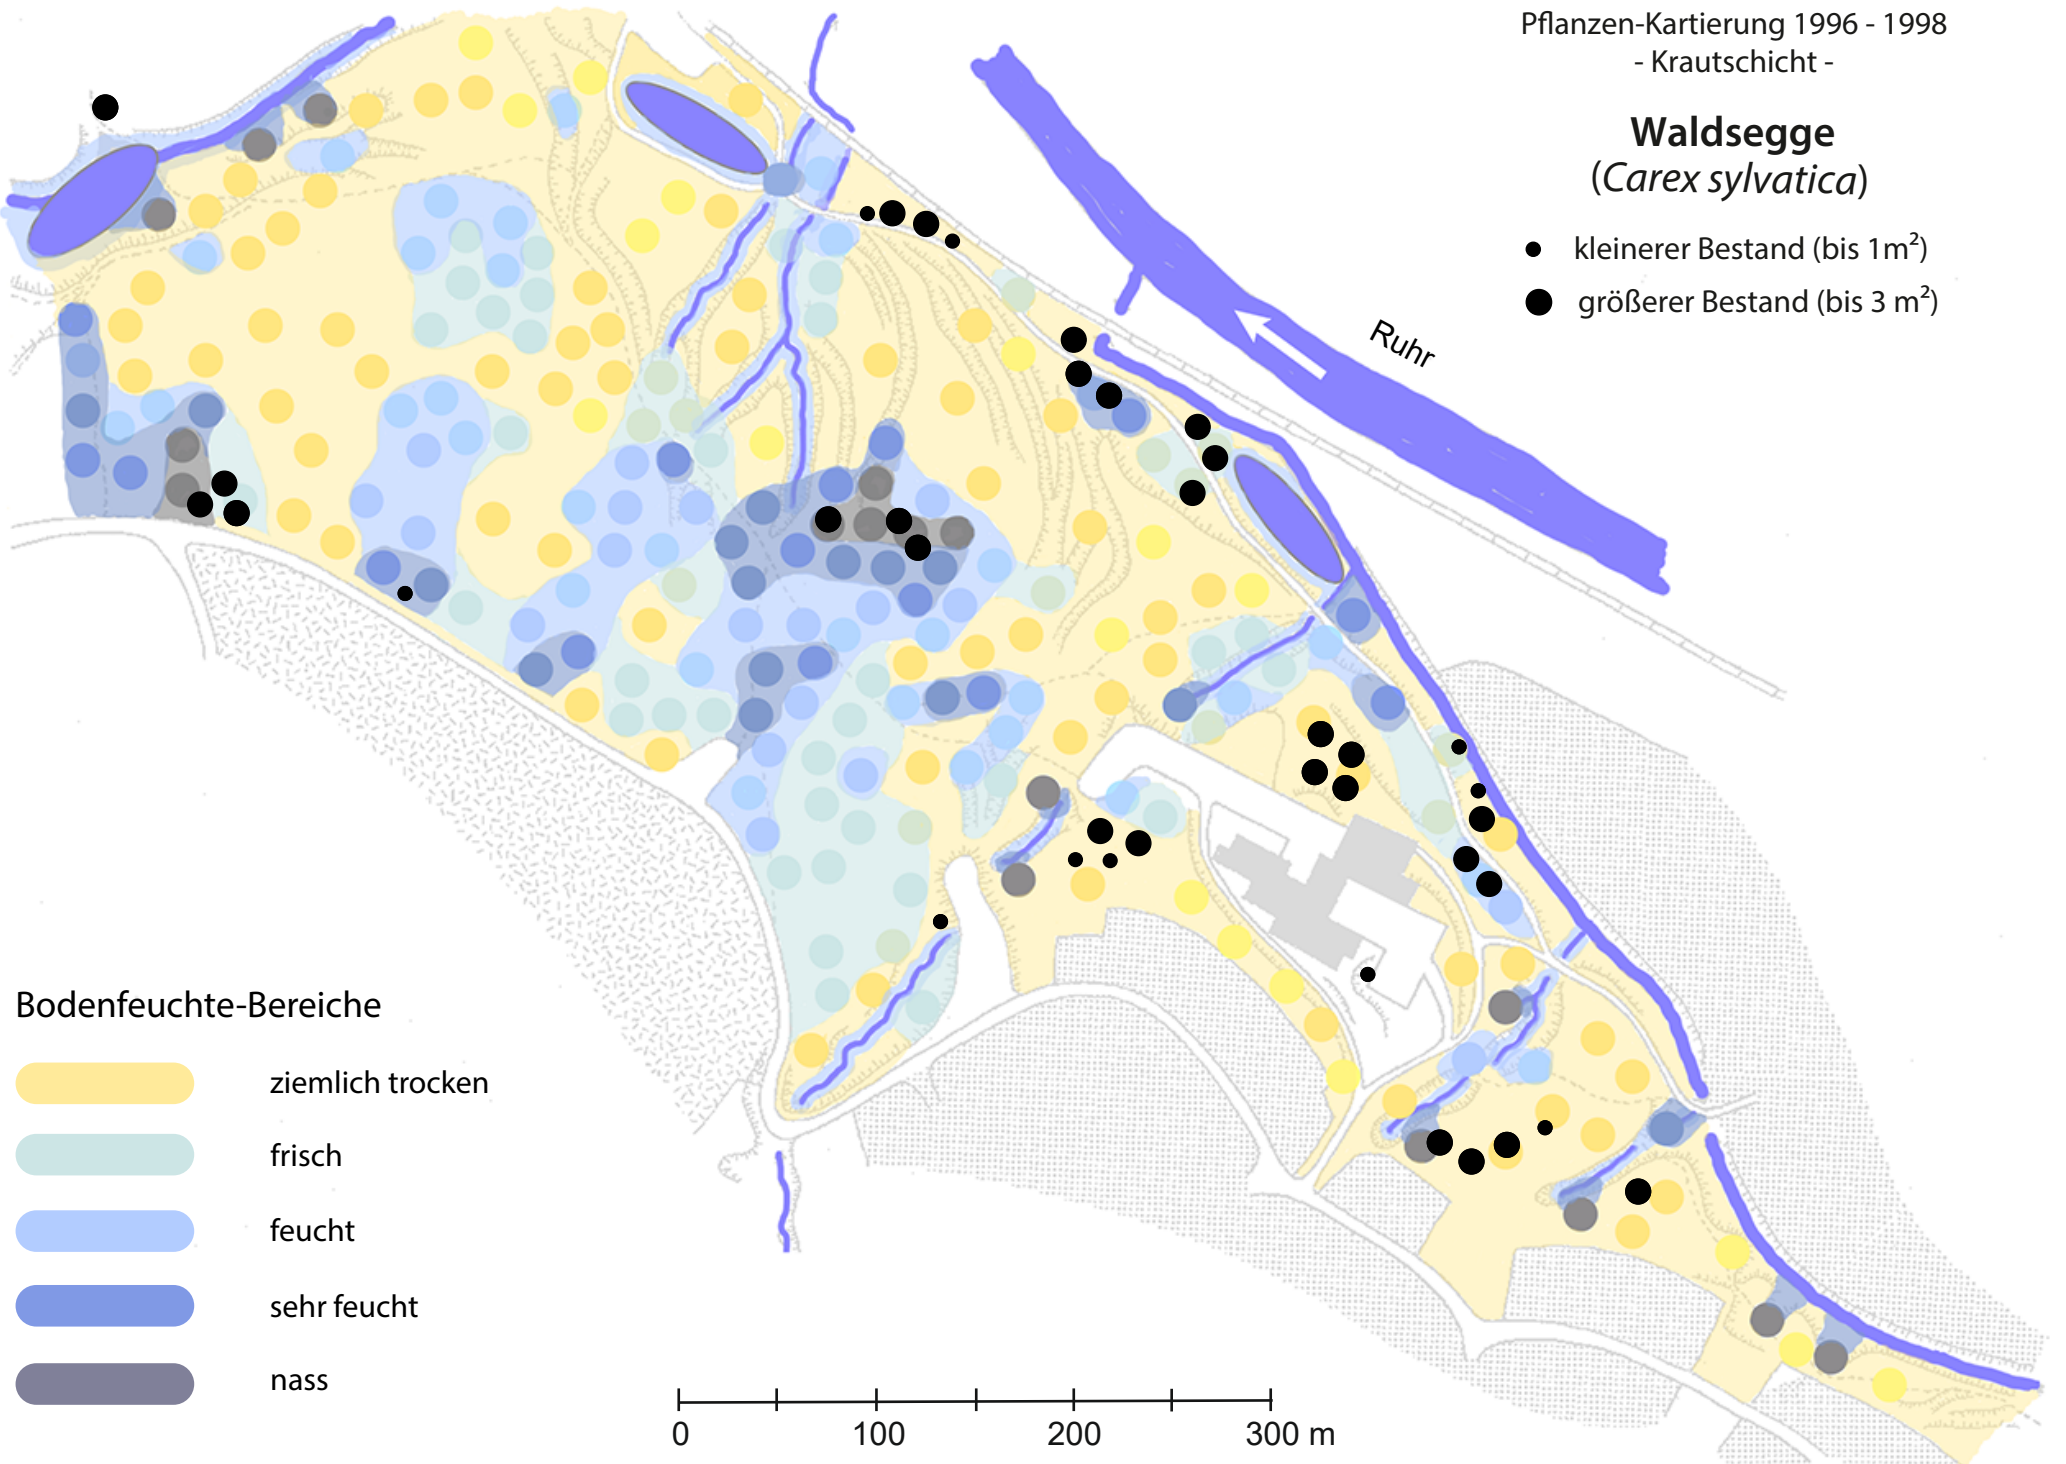 Pflanzen-Kartierung 1996 - 1998
- Krautschicht -
Waldsegge
(Carex sylvatica)
kleinerer Bestand (bis 1m²)
größerer Bestand (bis 3 m²)
Ruhr
Bodenfeuchte-Bereiche
ziemlich trocken
frisch
feucht
sehr feucht
nass
0 100 200 300 m